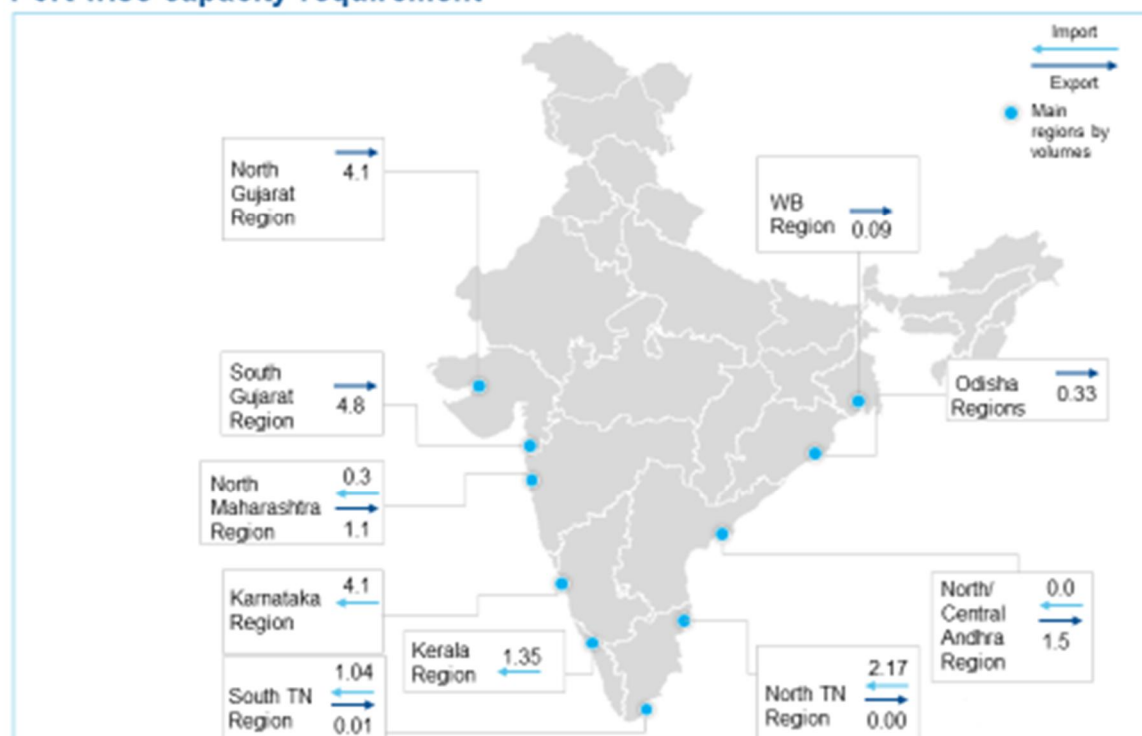 Import
Export
Main
regions by
volumes
North
Gujarat
Region
4.1
WB
Region
0.09
South
Gujarat
Region
4.8
Odisha
Regions
0.33
North
Maharashtra
Region
0.3
1.1
Karnataka
Region
4.1
Kerala
Region
1.35
North/
Central
Andhra
Region
0.0
1.5
South TN
Region
1.04
0.01
North TN
Region
2.17
0.00